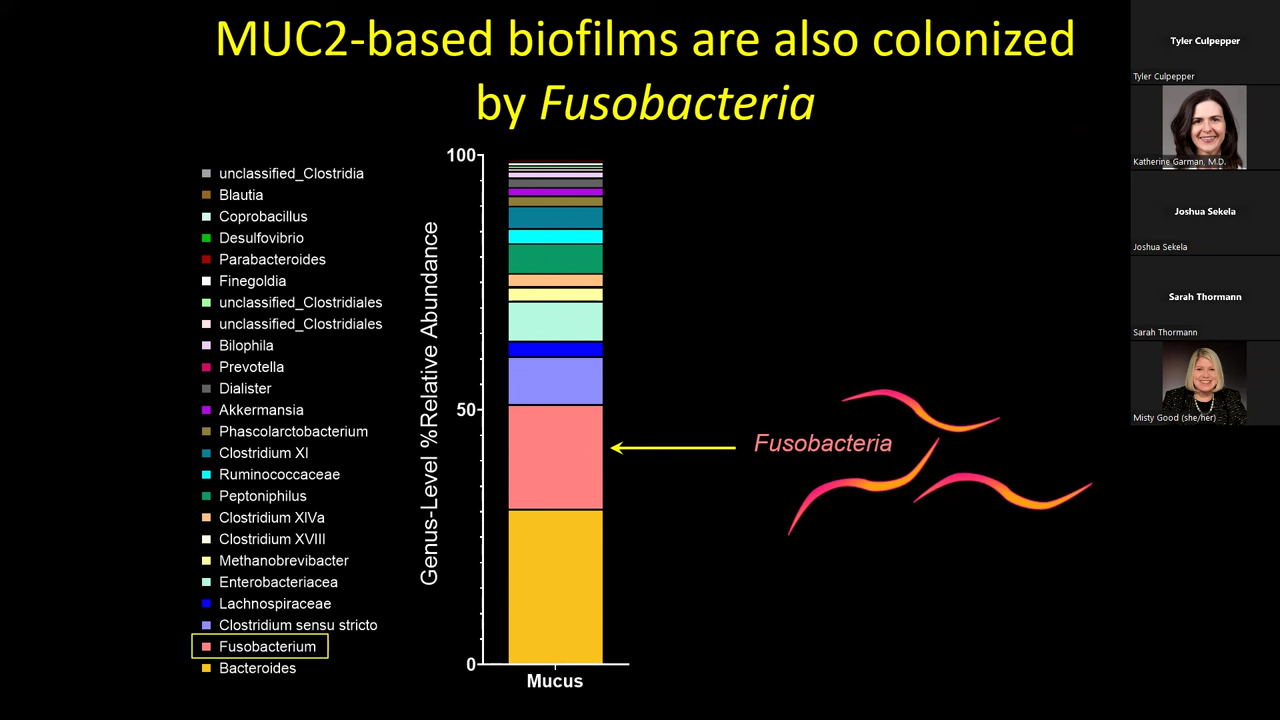 MUC2-based biofilms are also colonized
by Fusobacteria
unclassified_Clostridia
Blautia
Coprobacillus
Desulfovibrio
Parabacteroides
Finegoldia
unclassified_Clostridiales
unclassified_Clostridiales
Bilophila
Prevotella
Dialister
Akkermansia
Phascolarctobacterium
Clostridium XI
Ruminococcaceae
Peptoniphilus
Clostridium XIVa
Clostridium XVIII
Methanobrevibacter
Enterobacteriacea
Lachnospiraceae
Clostridium sensu stricto
Fusobacterium
Bacteroides
Genus-Level %Relative Abundance
100
50
0
Mucus
Fusobacteria
Tyler Culpepper
Tyler Culpepper
Katherine Garman, M.D.
Joshua Sekela
Joshua Sekela
Sarah Thormann
Sarah Thormann
Misty Good (she/her)